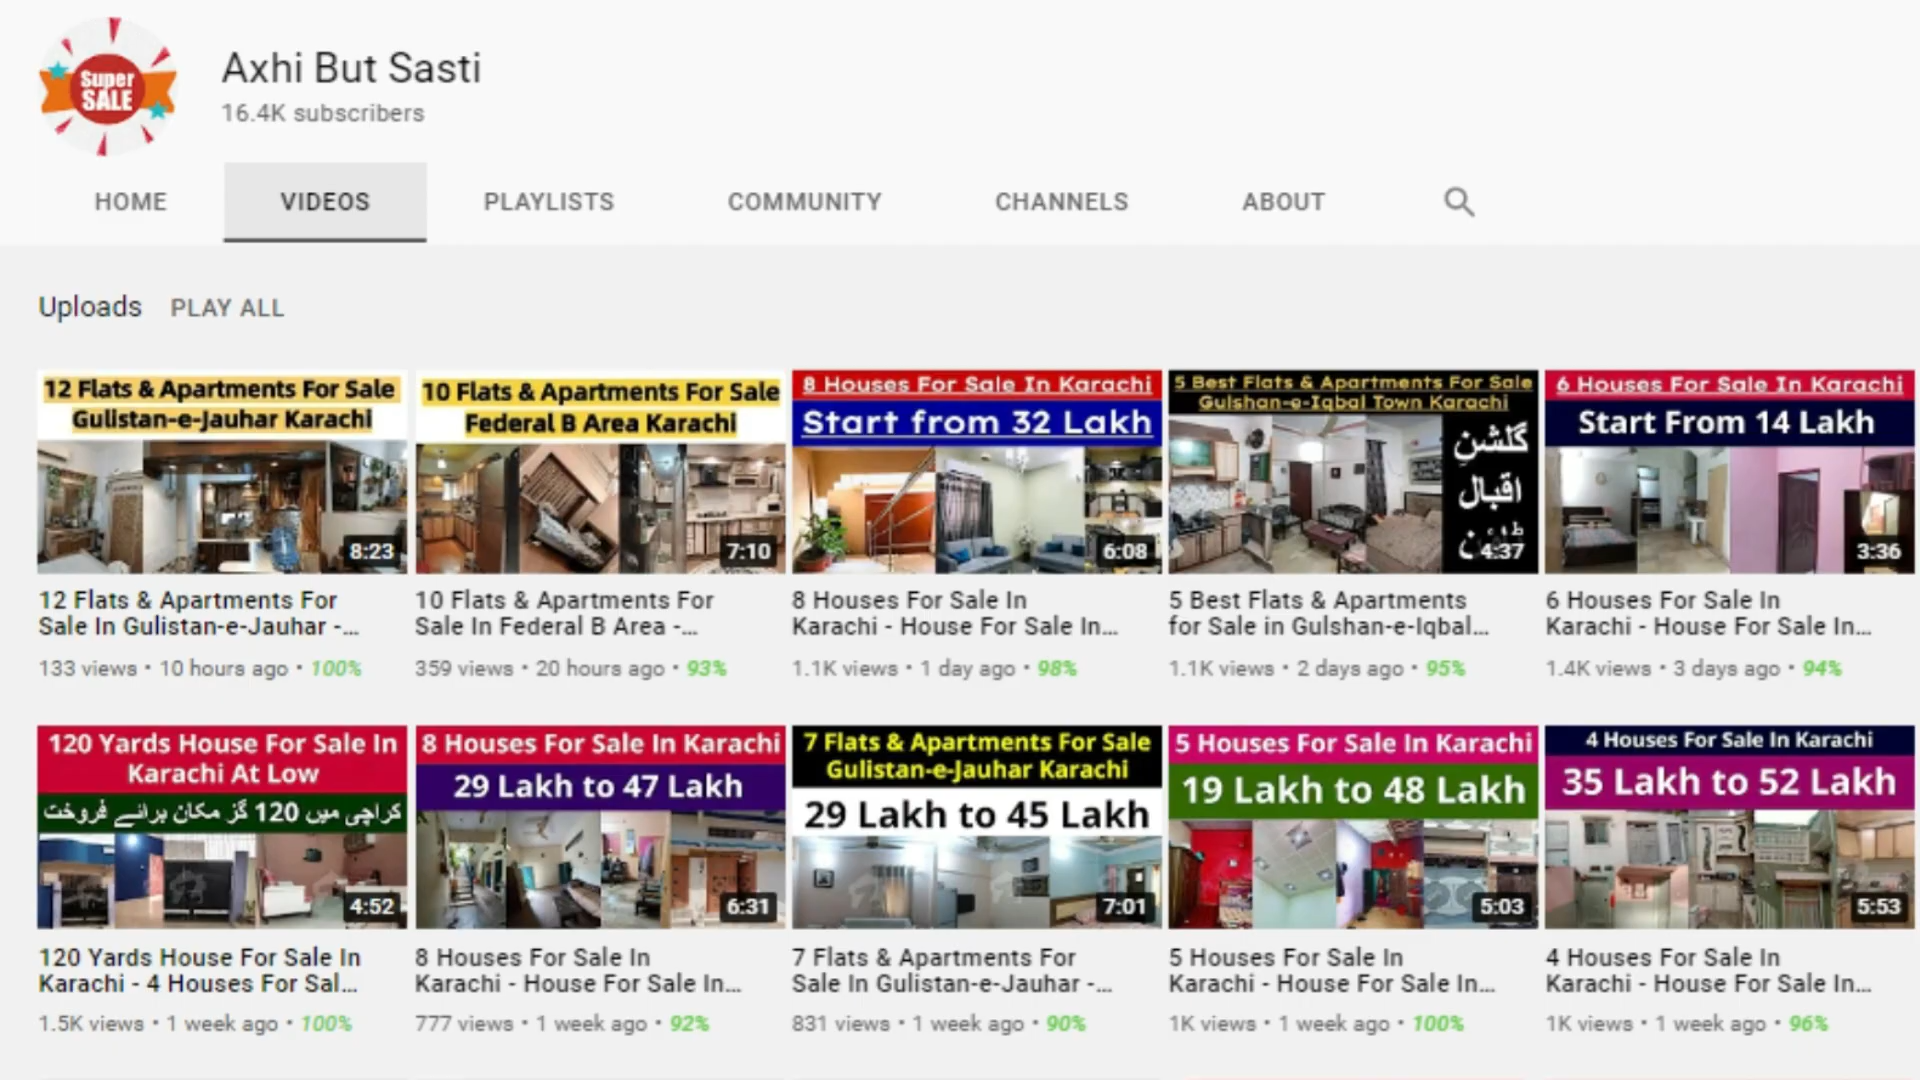 Super
SALE
Axhi But Sasti
16.4K subscribers
HOME
VIDEOS
PLAYLISTS
COMMUNITY
CHANNELS
ABOUT
Uploads
PLAY ALL
12 Flats & Apartments For Sale
Gulistan-e-Jauhar Karachi
8:23
12 Flats & Apartments For
Sale In Gulistan-e-Jauhar -...
133 views • 10 hours ago • 100%
10 Flats & Apartments For Sale
Federal B Area Karachi
7:10
10 Flats & Apartments For
Sale In Federal B Area -...
359 views • 20 hours ago • 93%
8 Houses For Sale In Karachi
Start from 32 Lakh
6:08
8 Houses For Sale In
Karachi - House For Sale In...
1.1K views • 1 day ago • 98%
5 Best Flats & Apartments For Sale
Gulshan-e-Iqbal Town Karachi
گلشنِ
اقبال
ٹاؤن
4:37
5 Best Flats & Apartments
for Sale in Gulshan-e-Iqbal...
1.1K views • 2 days ago • 95%
6 Houses For Sale In Karachi
Start From 14 Lakh
3:36
6 Houses For Sale In
Karachi - House For Sale In...
1.4K views • 3 days ago • 94%
120 Yards House For Sale In
Karachi At Low
کراچی میں 120 گز مکان برائے فروخت
4:52
120 Yards House For Sale In
Karachi - 4 Houses For Sal...
1.5K views • 1 week ago • 100%
8 Houses For Sale In Karachi
29 Lakh to 47 Lakh
6:31
8 Houses For Sale In
Karachi - House For Sale In...
777 views • 1 week ago • 92%
7 Flats & Apartments For Sale
Gulistan-e-Jauhar Karachi
29 Lakh to 45 Lakh
7:01
7 Flats & Apartments For
Sale In Gulistan-e-Jauhar -...
831 views • 1 week ago • 90%
5 Houses For Sale In Karachi
19 Lakh to 48 Lakh
5:03
5 Houses For Sale In
Karachi - House For Sale In...
1K views • 1 week ago • 100%
4 Houses For Sale In Karachi
35 Lakh to 52 Lakh
5:53
4 Houses For Sale In
Karachi - House For Sale In...
1K views • 1 week ago • 96%